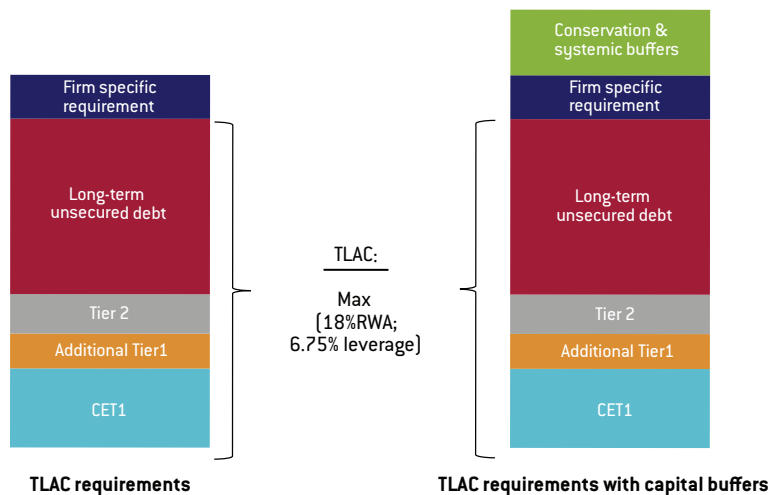 Firm specific
requirement
Long-term
unsecured debt
Tier 2
Additional Tier1
CET1
TLAC requirements
TLAC:
Max
(18%RWA;
6.75% leverage)
Conservation &
systemic buffers
Firm specific
requirement
Long-term
unsecured debt
Tier 2
Additional Tier1
CET1
TLAC requirements with capital buffers